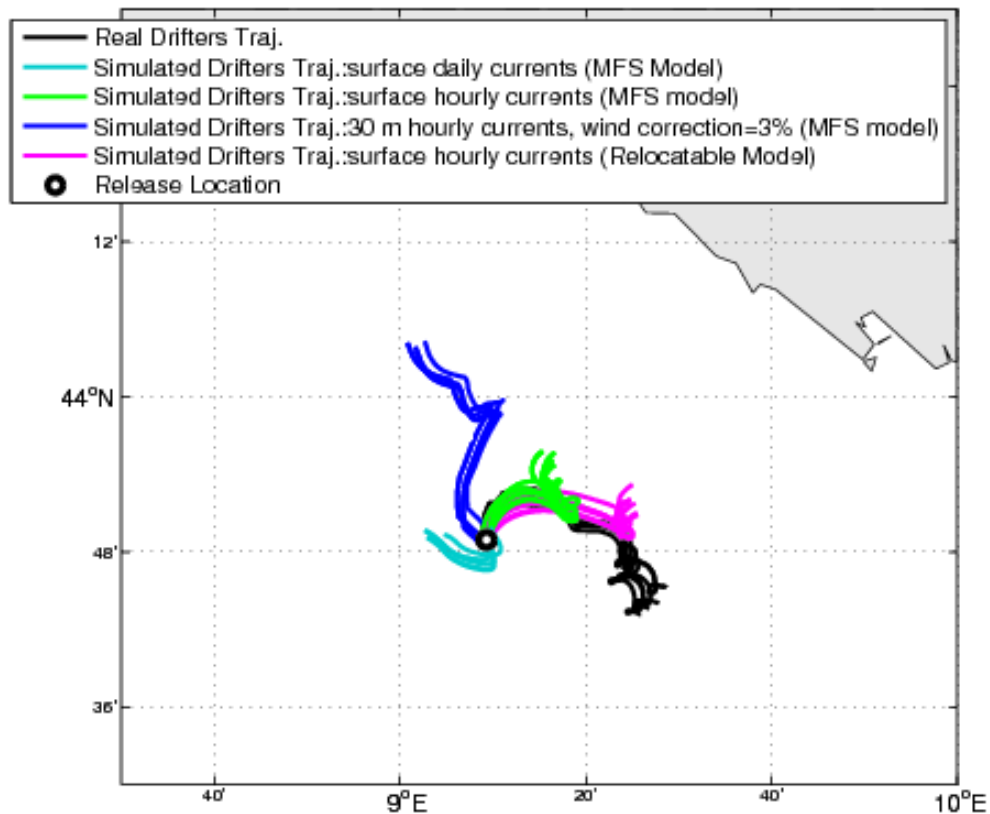 Real Drifters Traj.
Simulated Drifters Traj.:surface daily currents (MFS Model)
Simulated Drifters Traj.:surface hourly currents (MFS model)
Simulated Drifters Traj.:30 m hourly currents, wind correction=3% (MFS model)
Simulated Drifters Traj.:surface hourly currents (Relocatable Model)
Release Location
12'
44°N
48'
36'
40' 9°E 20' 40' 10°E